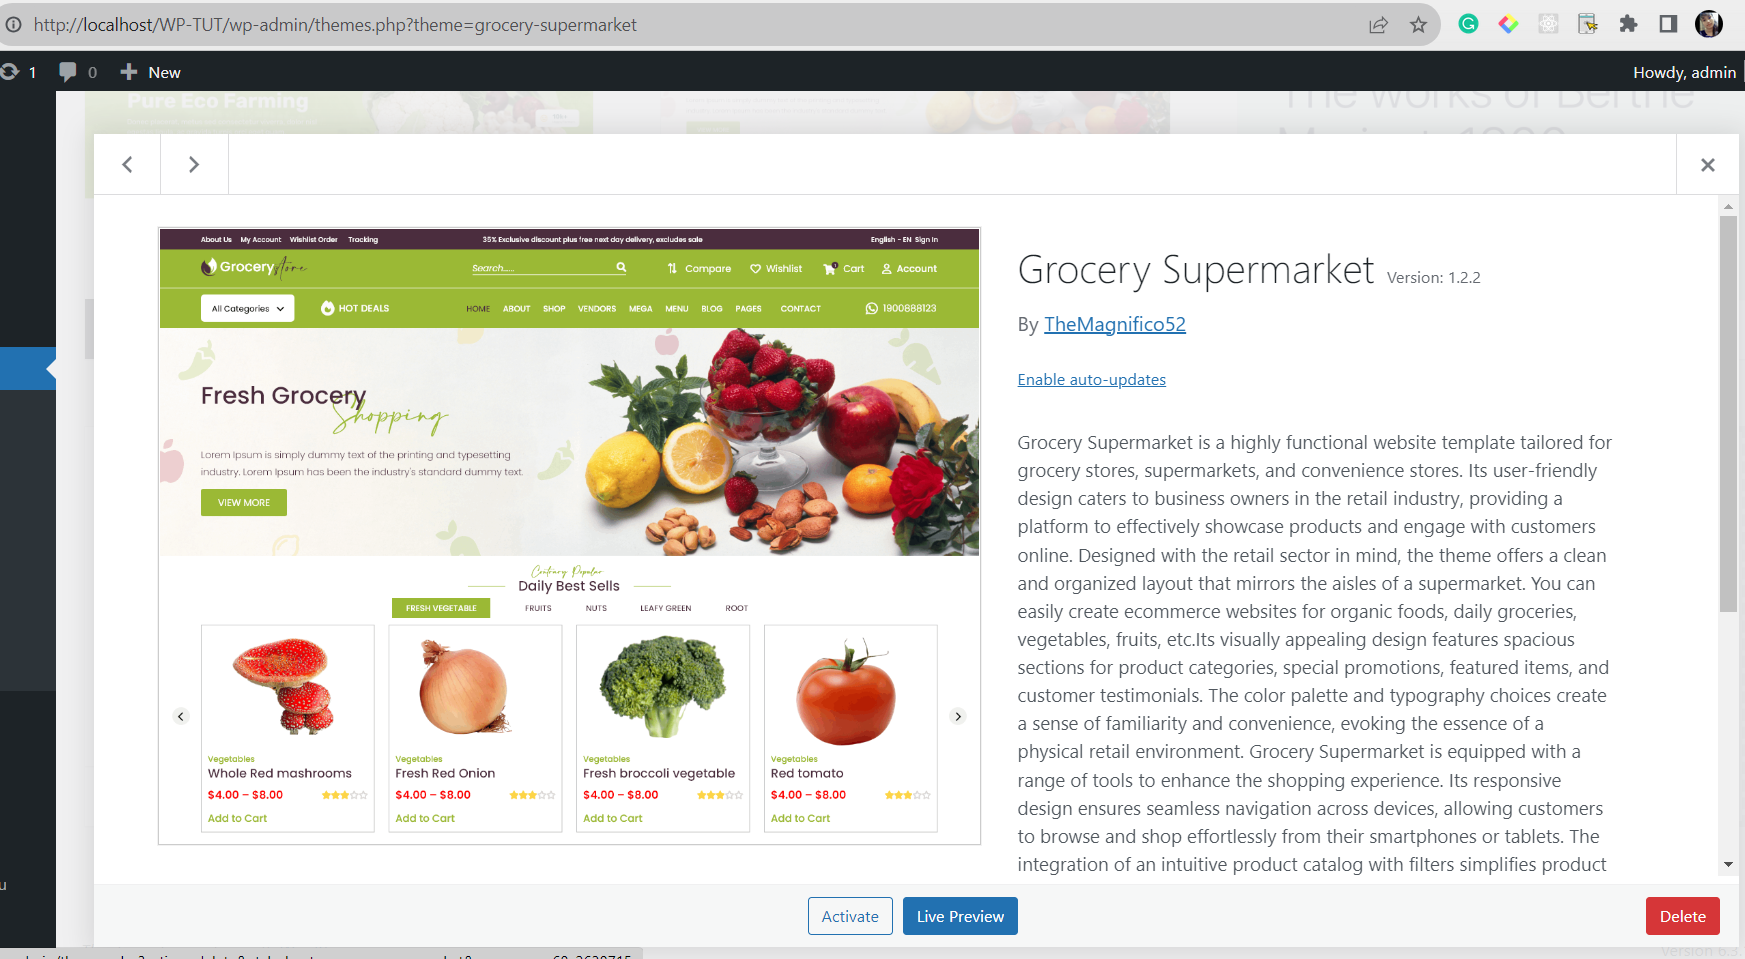 http://localhost/WP-TUT/wp-admin/themes.php?theme=grocery-supermarket
1 0 New
Howdy, admin
Pure Eco Farming
The works of Berthe
About Us My Account Wishlist Order Tracking
35% Exclusive discount plus free next day delivery, excludes sale
English - EN Sign In
Grocery store
Search......
Compare Wishlist Cart Account
All Categories
HOT DEALS
HOME ABOUT SHOP VENDORS MEGA MENU BLOG PAGES CONTACT
1900888123
Fresh Grocery
Shopping
Lorem Ipsum is simply dummy text of the printing and typesetting
industry. Lorem Ipsum has been the industry's standard dummy text.
VIEW MORE
Contrary Popular
Daily Best Sells
FRESH VEGETABLE FRUITS NUTS LEAFY GREEN ROOT
Vegetables
Whole Red mashrooms
$4.00 – $8.00
Add to Cart
Vegetables
Fresh Red Onion
$4.00 – $8.00
Add to Cart
Vegetables
Fresh broccoli vegetable
$4.00 – $8.00
Add to Cart
Vegetables
Red tomato
$4.00 – $8.00
Add to Cart
Grocery Supermarket Version: 1.2.2
By TheMagnifico52
Enable auto-updates
Grocery Supermarket is a highly functional website template tailored for
grocery stores, supermarkets, and convenience stores. Its user-friendly
design caters to business owners in the retail industry, providing a
platform to effectively showcase products and engage with customers
online. Designed with the retail sector in mind, the theme offers a clean
and organized layout that mirrors the aisles of a supermarket. You can
easily create ecommerce websites for organic foods, daily groceries,
vegetables, fruits, etc.Its visually appealing design features spacious
sections for product categories, special promotions, featured items, and
customer testimonials. The color palette and typography choices create
a sense of familiarity and convenience, evoking the essence of a
physical retail environment. Grocery Supermarket is equipped with a
range of tools to enhance the shopping experience. Its responsive
design ensures seamless navigation across devices, allowing customers
to browse and shop effortlessly from their smartphones or tablets. The
integration of an intuitive product catalog with filters simplifies product
Activate
Live Preview
Delete
Version 6.3